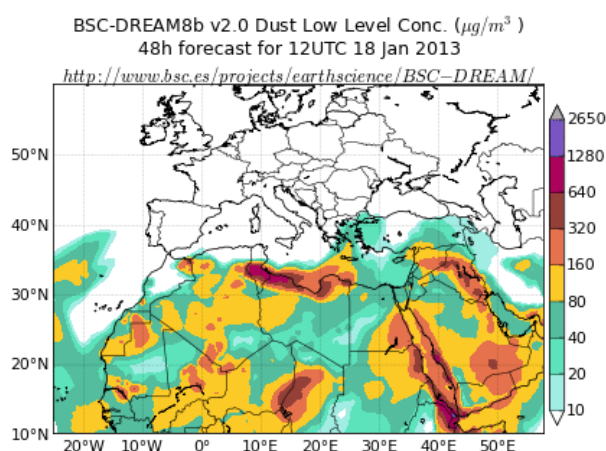 BSC-DREAM8b v2.0 Dust Low Level Conc. (μg/m³ )
48h forecast for 12UTC 18 Jan 2013
http://www.bsc.es/projects/earthscience/BSC−DREAM/
2650
1280
640
320
160
80
40
20
10
50°N
40°N
30°N
20°N
10°N
20°W 10°W 0° 10°E 20°E 30°E 40°E 50°E